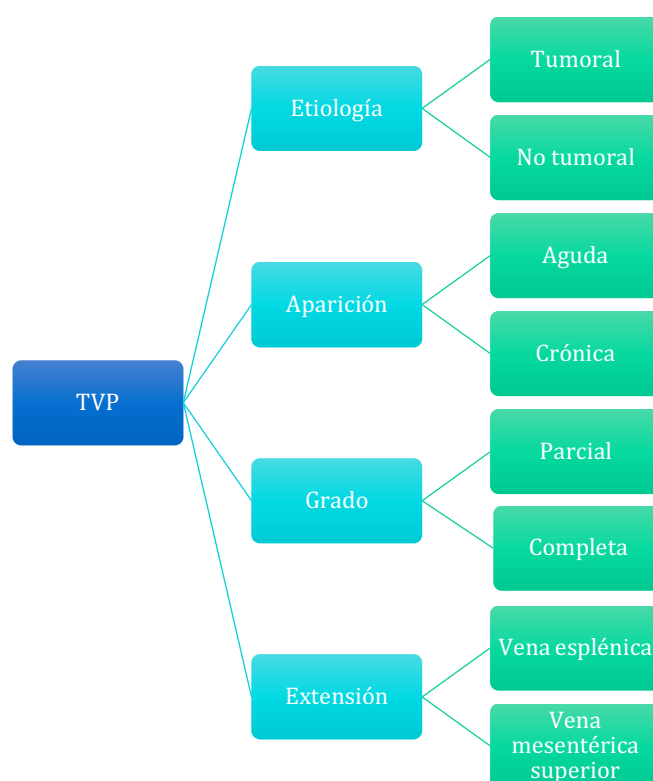 TVP
Etiología
Tumoral
No tumoral
Aparición
Aguda
Crónica
Grado
Parcial
Completa
Extensión
Vena esplénica
Vena
mesentérica
superior